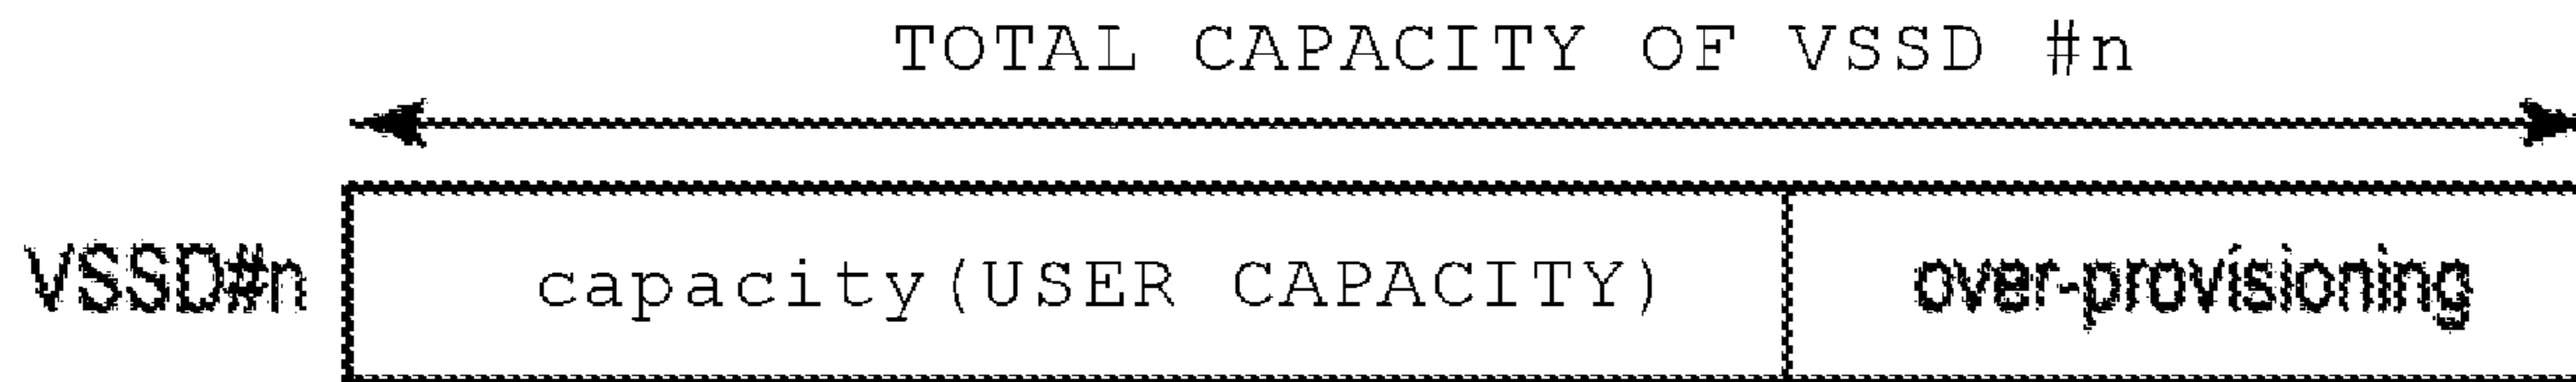 TOTAL CAPACITY OF VSSD #n
VSSD#n capacity(USER CAPACITY) over-provisioning